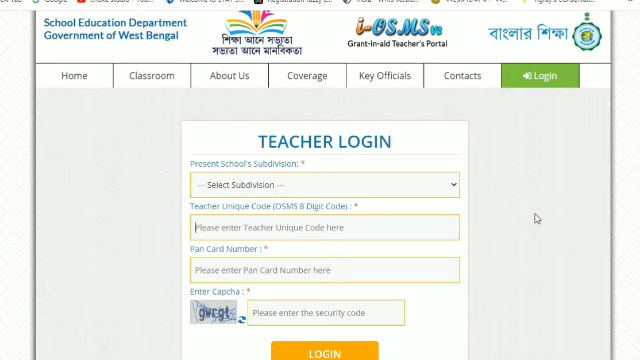 School Education Department
Government of West Bengal
শিক্ষা আনে সভ্যতা
সভ্যতা আনে মানবিকতা
i-OSMS V3
Grant-in-aid Teacher's Portal
বাংলার শিক্ষা
Home Classroom About Us Coverage Key Officials Contacts Login
TEACHER LOGIN
Present School's Subdivision: *
--- Select Subdivision ---
Teacher Unique Code (OSMS 8 Digit Code) : *
Please enter Teacher Unique Code here
Pan Card Number : *
Please enter Pan Card Number here
Enter Capcha : *
Please enter the security code
LOGIN